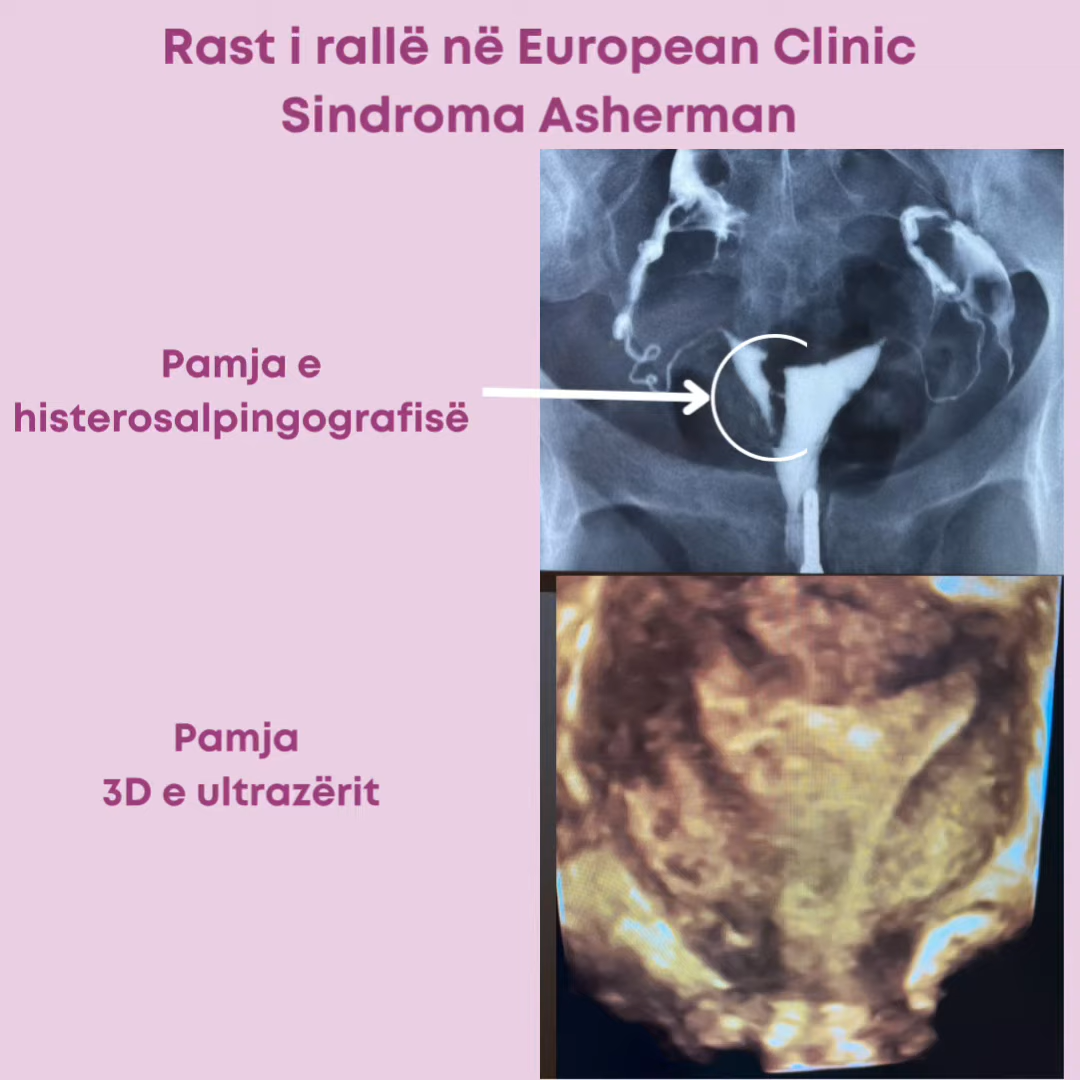 Rast i rallë në European Clinic
Sindroma Asherman
Pamja e
histerosalpingografisë
Pamja
3D e ultrazërit